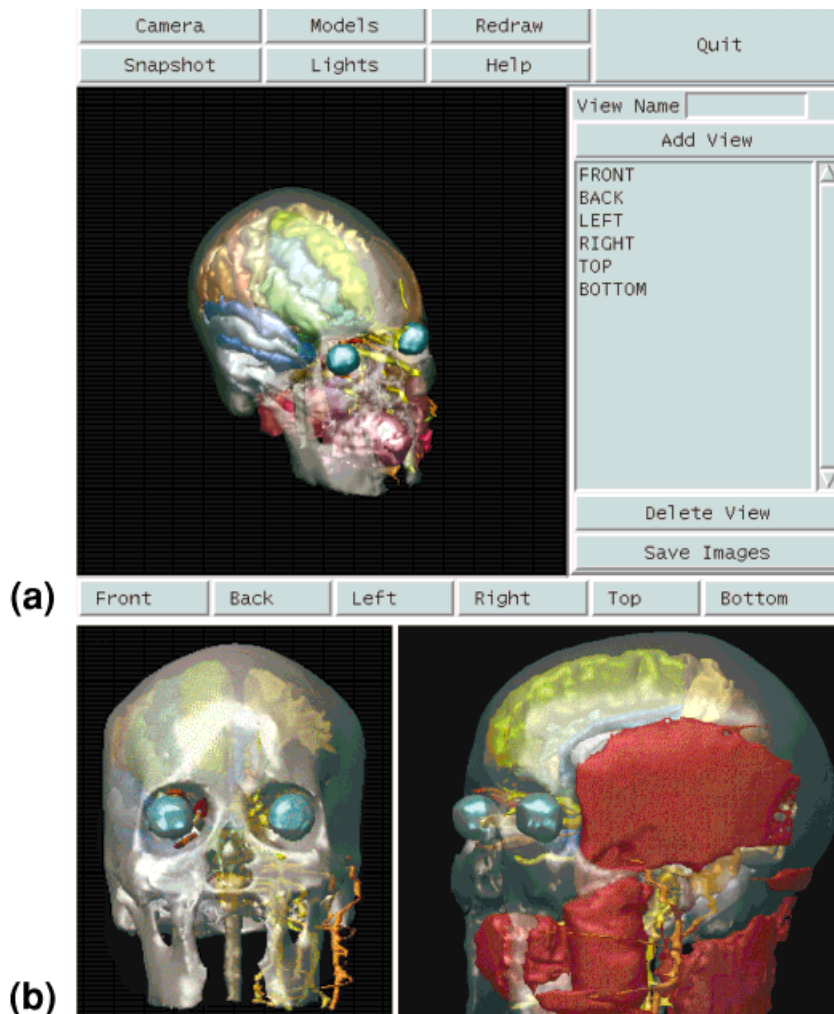 Camera Models Redraw Quit
Snapshot Lights Help
View Name
Add View
FRONT
BACK
LEFT
RIGHT
TOP
BOTTOM
Delete View
Save Images
(a)
Front Back Left Right Top Bottom
(b)